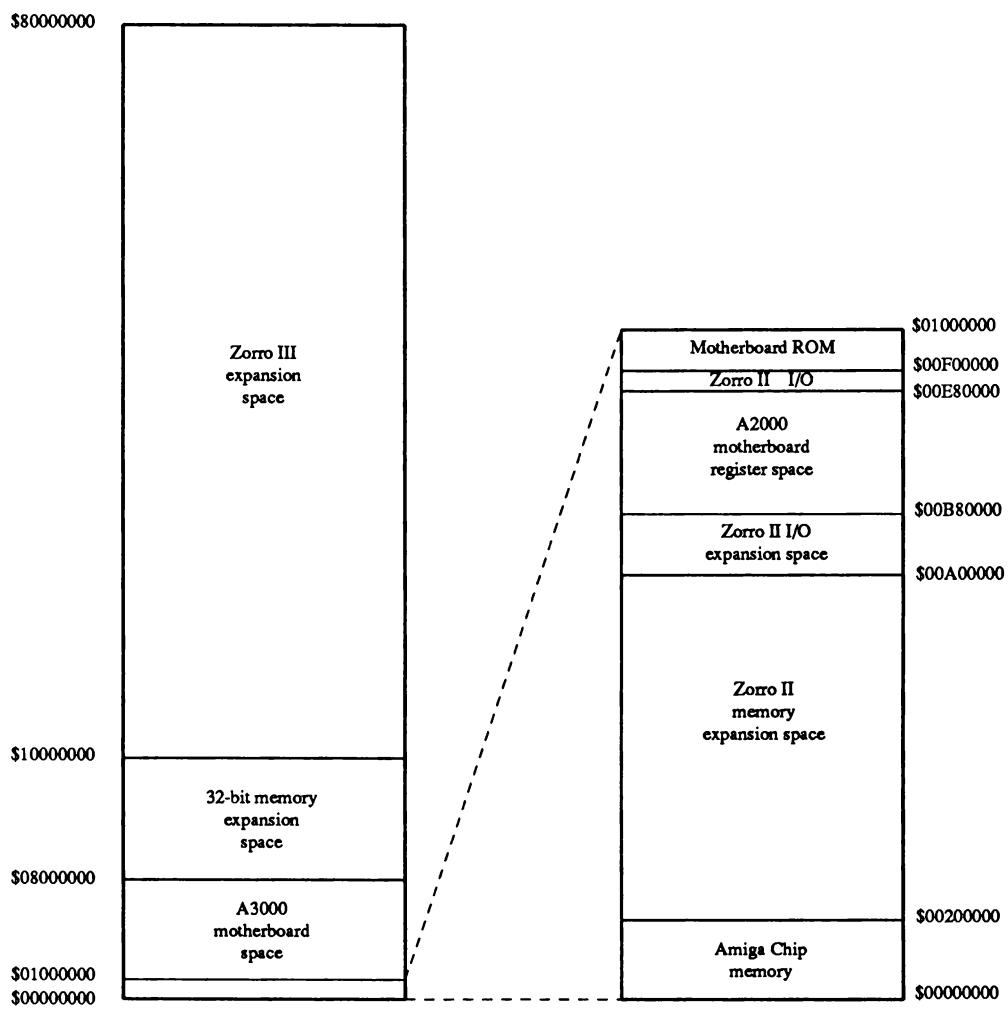 $80000000
Zorro III
expansion
space
$10000000
32-bit memory
expansion
space
$08000000
A3000
motherboard
space
$01000000
$00000000
$01000000
Motherboard ROM
$00F00000
Zorro II I/O
$00E80000
A2000
motherboard
register space
$00B80000
Zorro II I/O
expansion space
$00A00000
Zorro II
memory
expansion space
$00200000
Amiga Chip
memory
$00000000